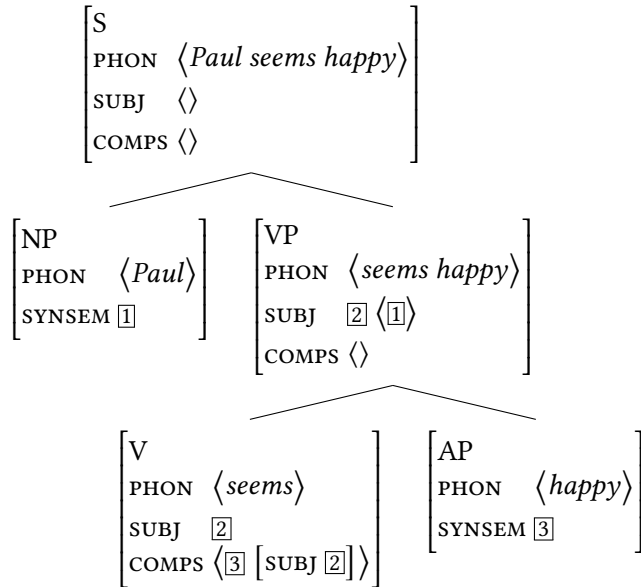 S
PHON ⟨Paul seems happy⟩
SUBJ ⟨⟩
COMPS ⟨⟩
NP
PHON ⟨Paul⟩
SYNSEM 1
VP
PHON ⟨seems happy⟩
SUBJ 2 ⟨1⟩
COMPS ⟨⟩
V
PHON ⟨seems⟩
SUBJ 2
COMPS ⟨3 [SUBJ 2]⟩
AP
PHON ⟨happy⟩
SYNSEM 3